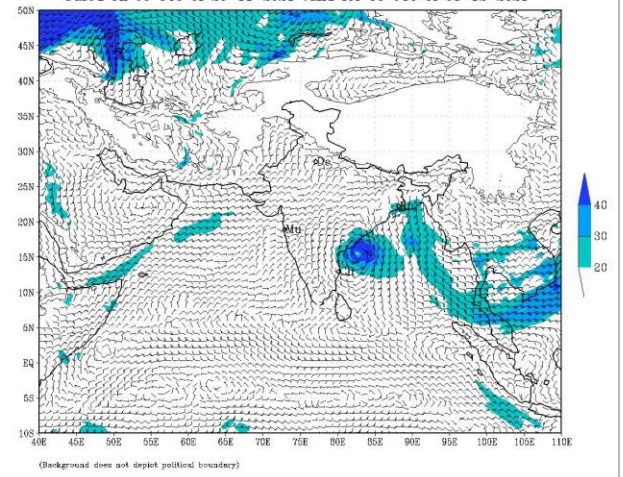 50N
45N
40N
35N
30N
De
25N
20N
Mu
40
30
20
15N
10N
5N
EQ
5S
10S
40E 45E 50E 55E 60E 65E 70E 75E 80E 85E 90E 95E 100E 105E 110E
(Background does not depict political boundary)